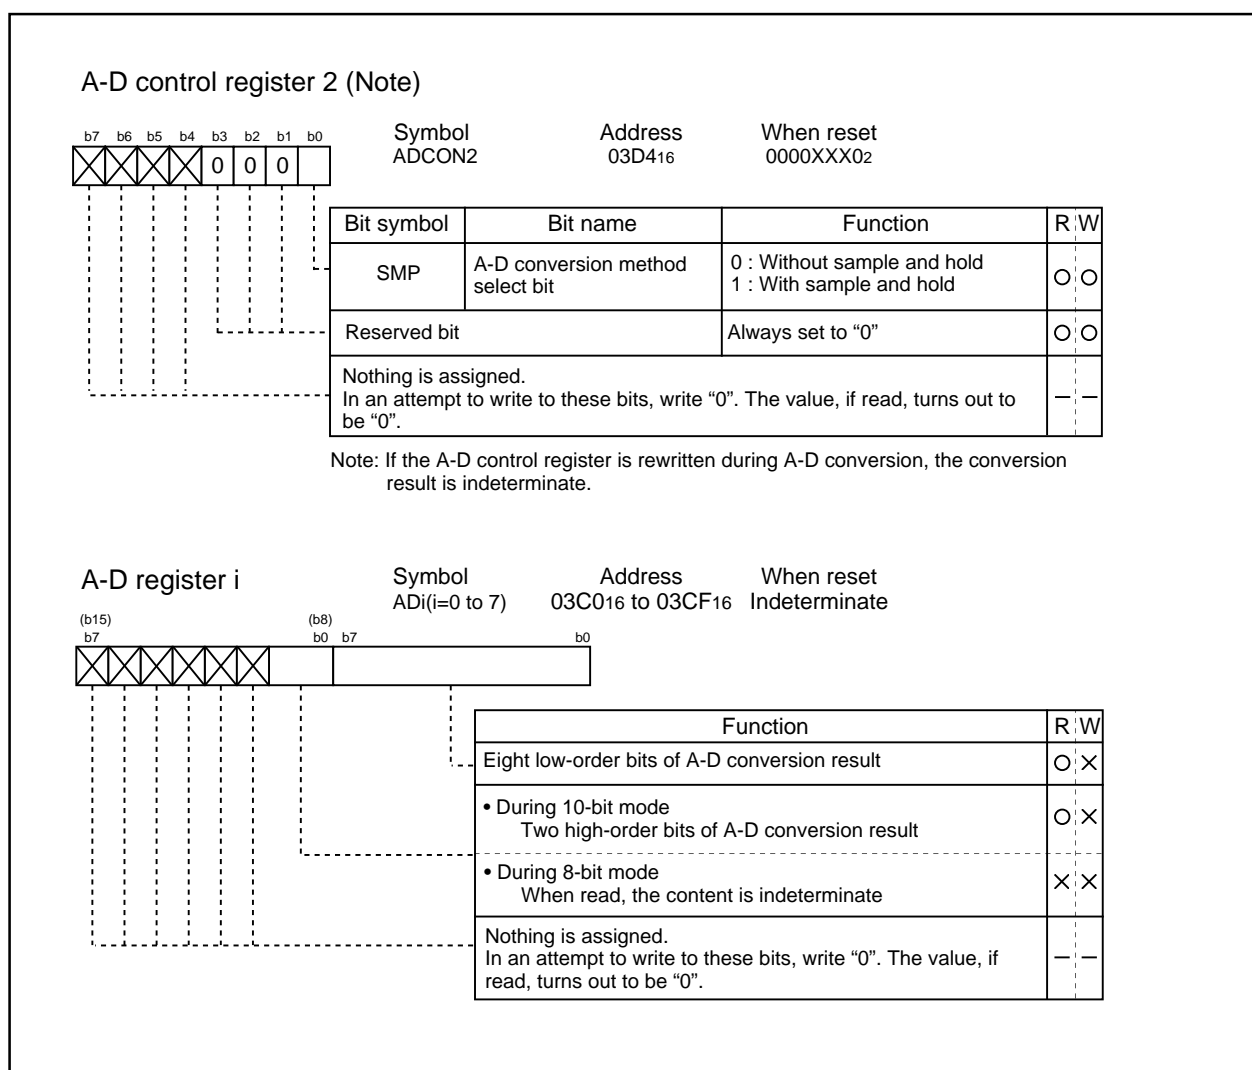 A-D control register 2 (Note)
b7 b6 b5 b4 b3 b2 b1 b0
0 0 0
Symbol Address When reset
ADCON2 03D416 0000XXX02
Bit symbol Bit name Function R W
SMP A-D conversion method select bit 0 : Without sample and hold
1 : With sample and hold
Reserved bit Always set to “0”
Nothing is assigned.
In an attempt to write to these bits, write “0”. The value, if read, turns out to
be “0”.
Note: If the A-D control register is rewritten during A-D conversion, the conversion
result is indeterminate.
A-D register i
Symbol Address When reset
ADi(i=0 to 7) 03C016 to 03CF16 Indeterminate
(b15) (b8)
b7 b0 b7 b0
Function R W
Eight low-order bits of A-D conversion result
• During 10-bit mode
Two high-order bits of A-D conversion result
• During 8-bit mode
When read, the content is indeterminate
Nothing is assigned.
In an attempt to write to these bits, write “0”. The value, if
read, turns out to be “0”.